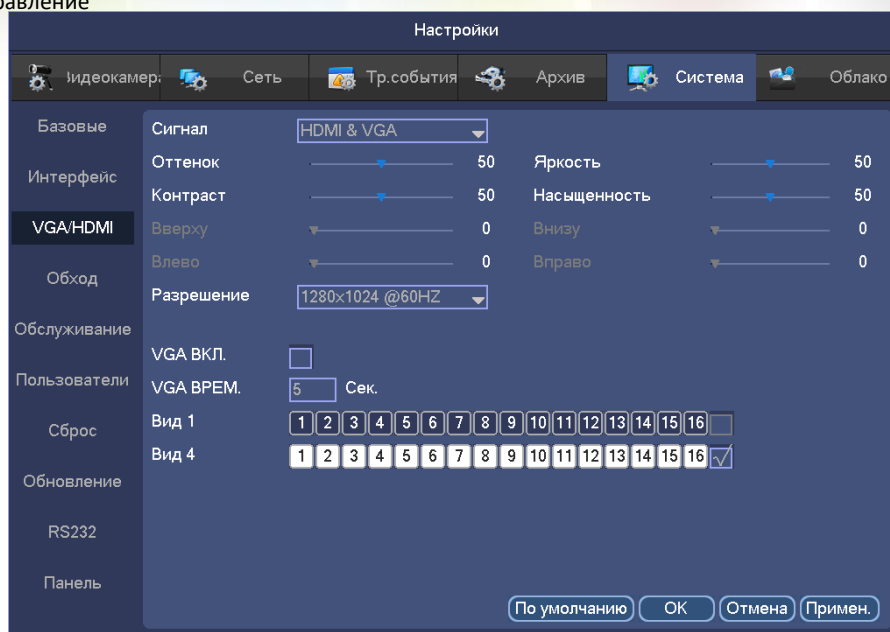 Настройки
Сеть Тр.события Архив Система Облако
Базовые
Интерфейс
VGA/HDMI
Обход
Обслуживание
Пользователи
Сброс
Обновление
RS232
Панель
Сигнал HDMI & VGA
Оттенок 50 Яркость 50
Контраст 50 Насыщенность 50
Вверху 0 Внизу 0
Влево 0 Вправо 0
Разрешение 1280×1024 @60HZ
VGA ВКЛ.
VGA ВРЕМ. 5 Сек.
Вид 1 1 2 3 4 5 6 7 8 9 10 11 12 13 14 15 16
Вид 4 1 2 3 4 5 6 7 8 9 10 11 12 13 14 15 16
По умолчанию OK Отмена Примен.